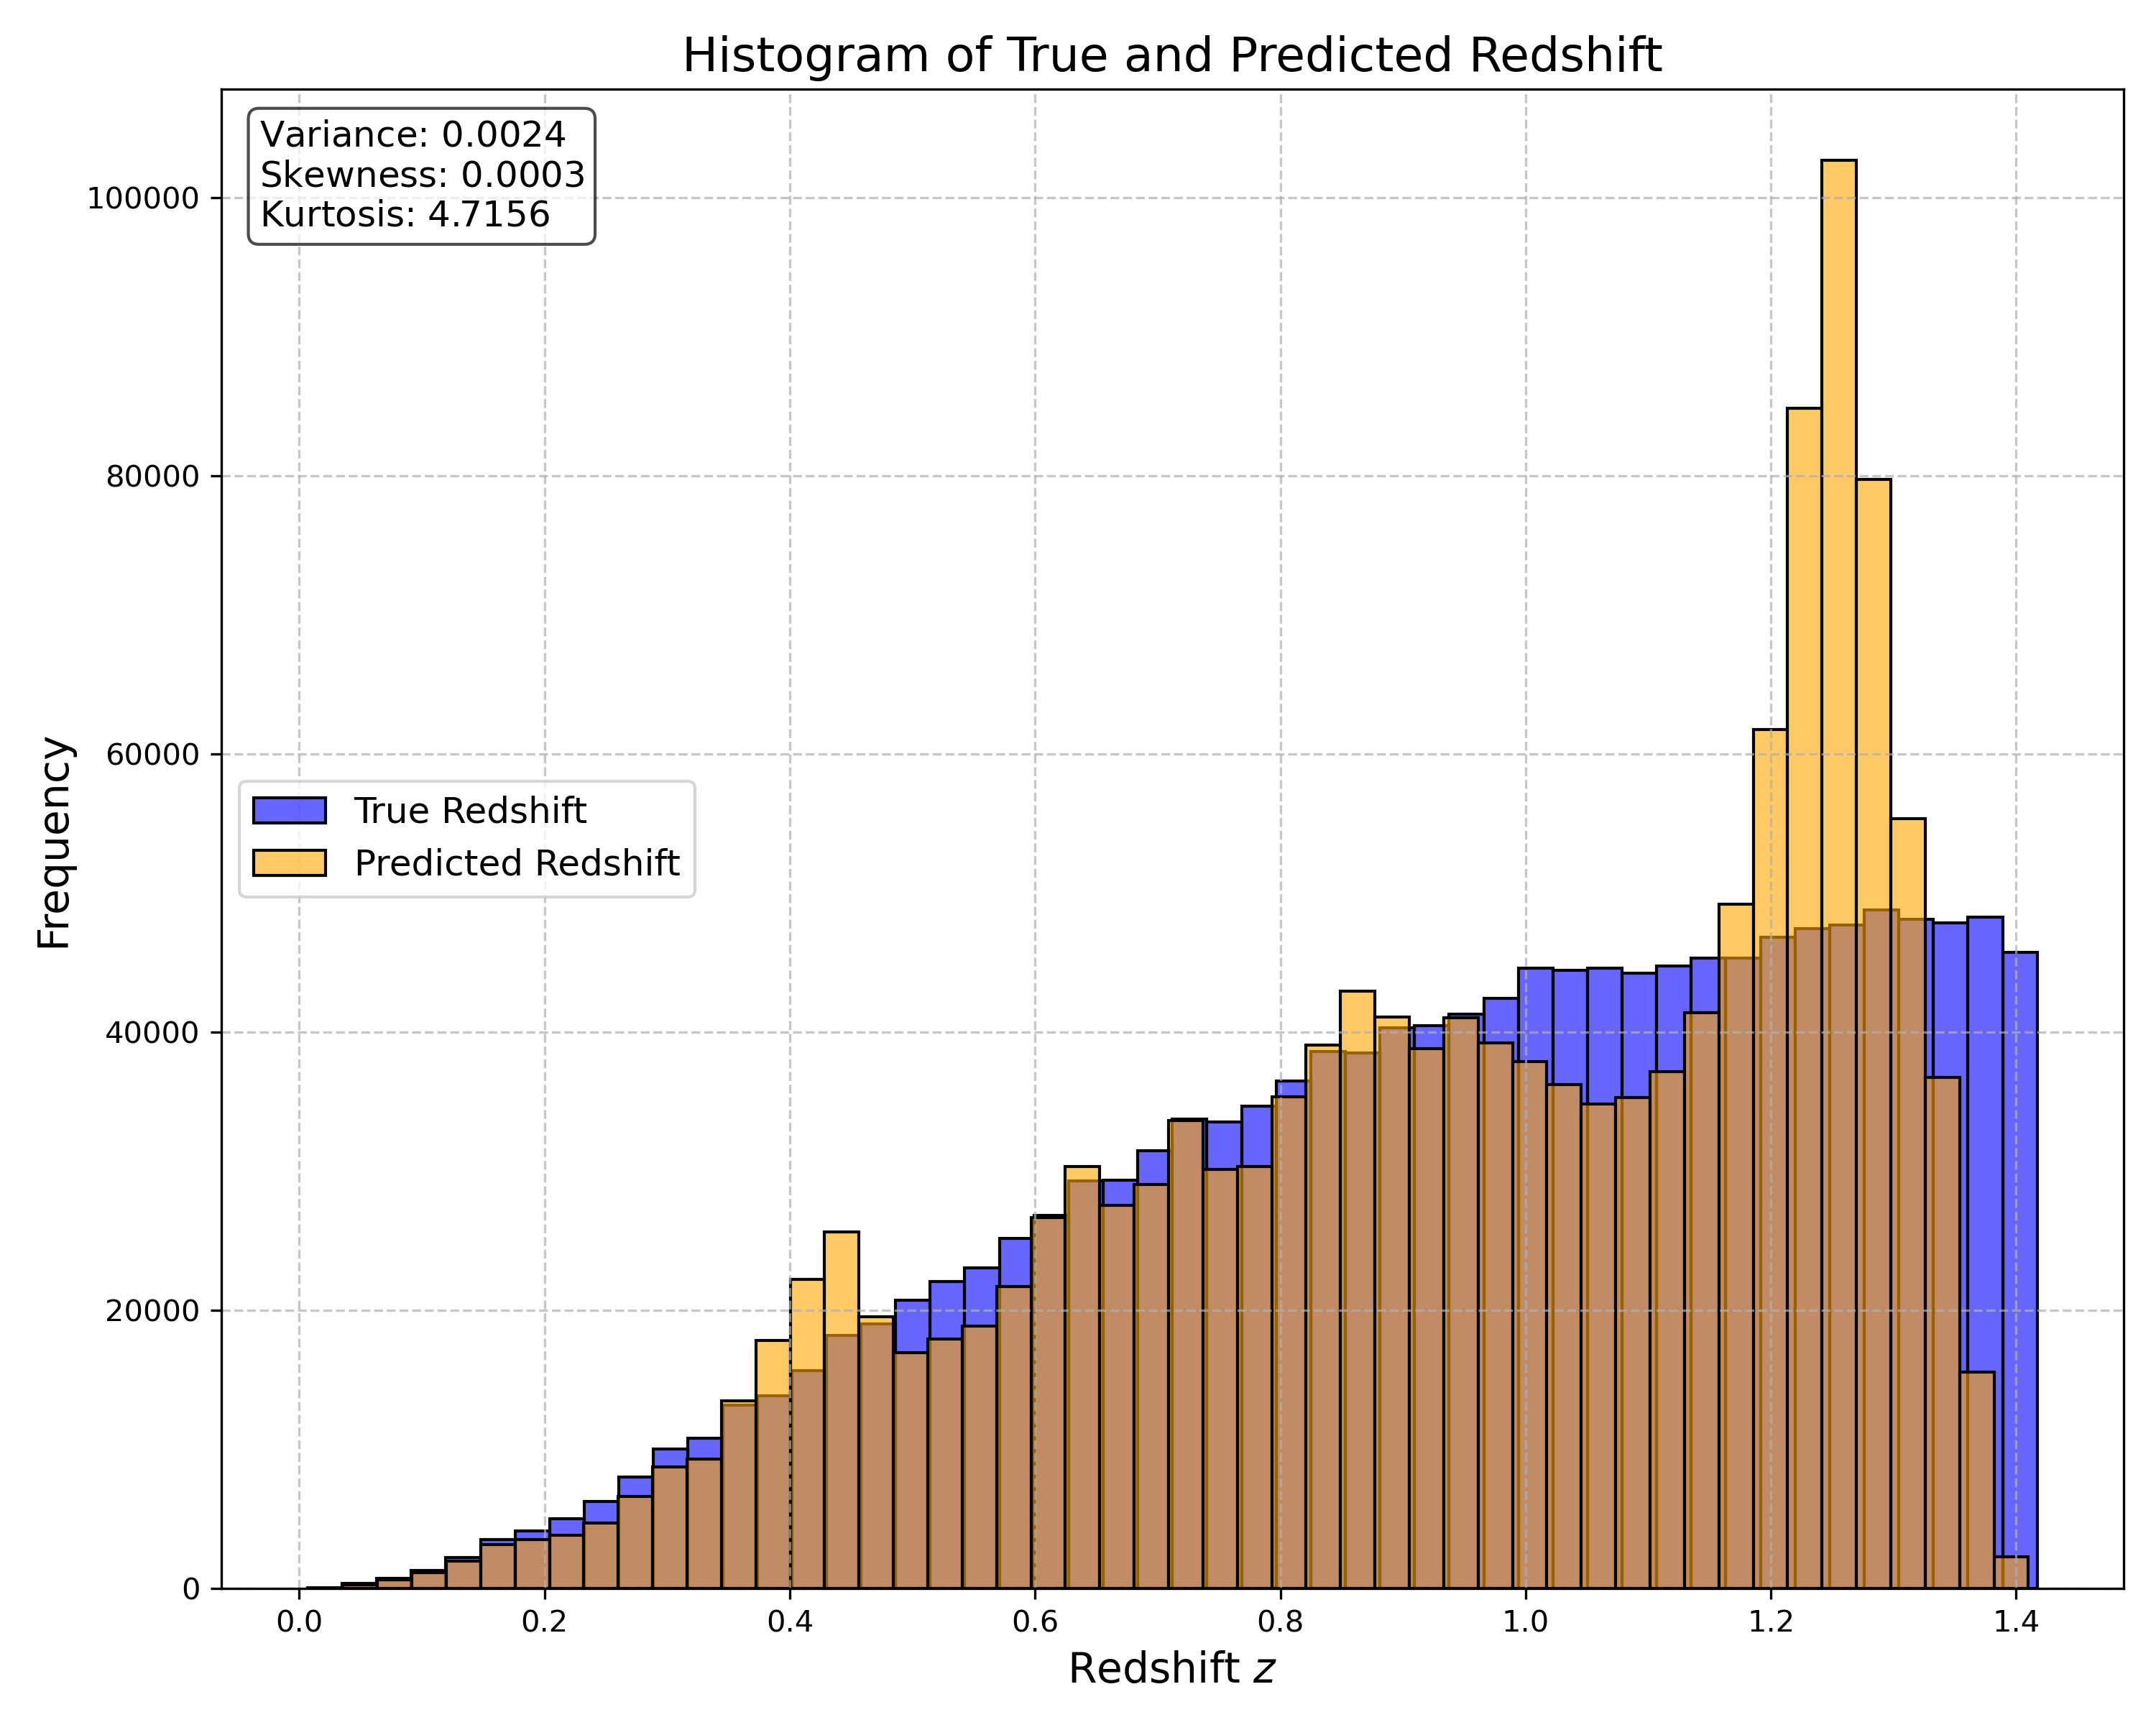 Histogram of True and Predicted Redshift
Variance: 0.0024
Skewness: 0.0003
Kurtosis: 4.7156
100000
80000
60000
40000
20000
0
Frequency
True Redshift
Predicted Redshift
0.0 0.2 0.4 0.6 0.8 1.0 1.2 1.4
Redshift z